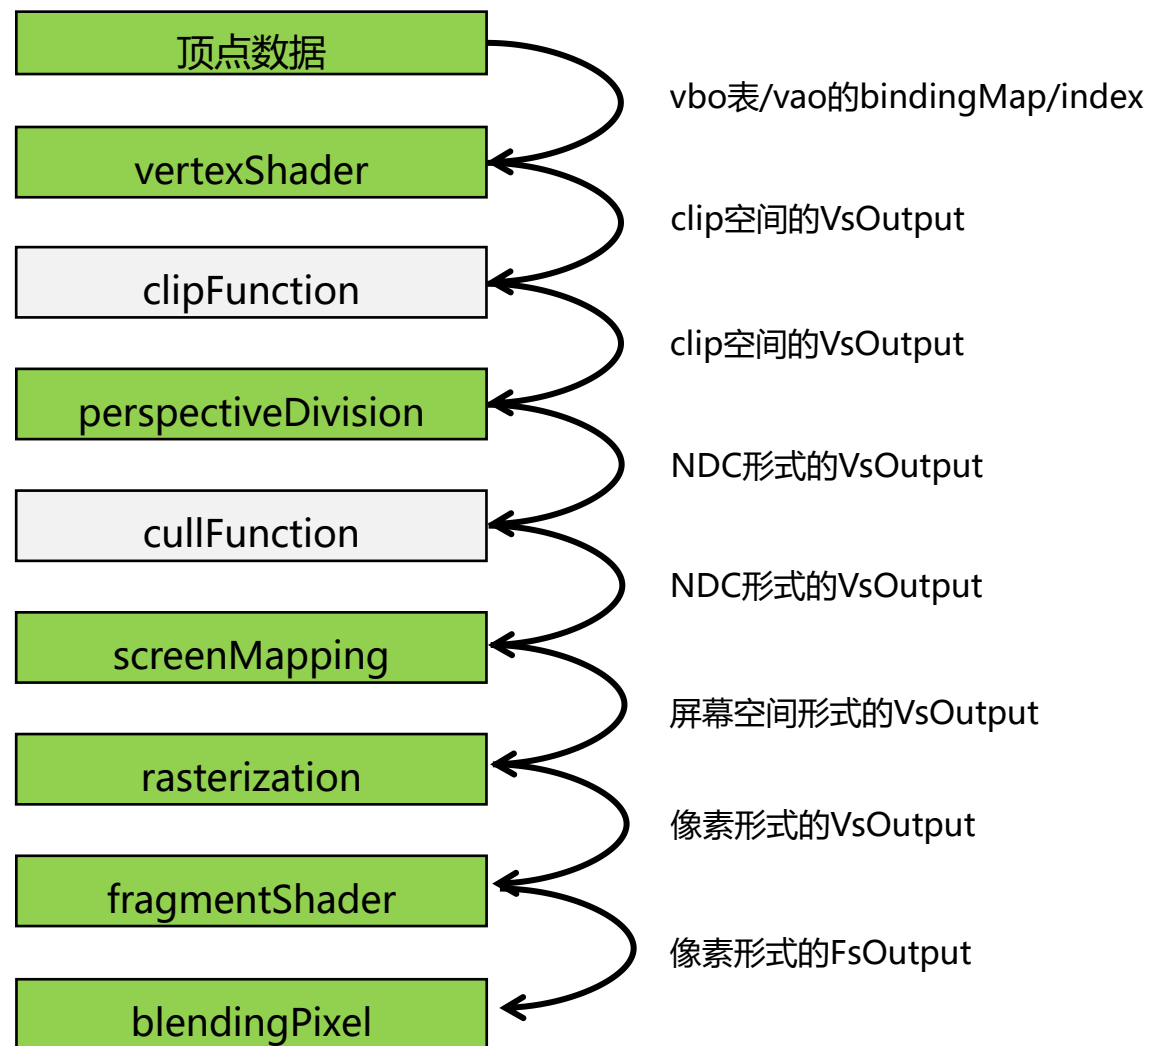 顶点数据
vbo表/vao的bindingMap/index
vertexShader
clip空间的VsOutput
clipFunction
clip空间的VsOutput
perspectiveDivision
NDC形式的VsOutput
cullFunction
NDC形式的VsOutput
screenMapping
屏幕空间形式的VsOutput
rasterization
像素形式的VsOutput
fragmentShader
像素形式的FsOutput
blendingPixel